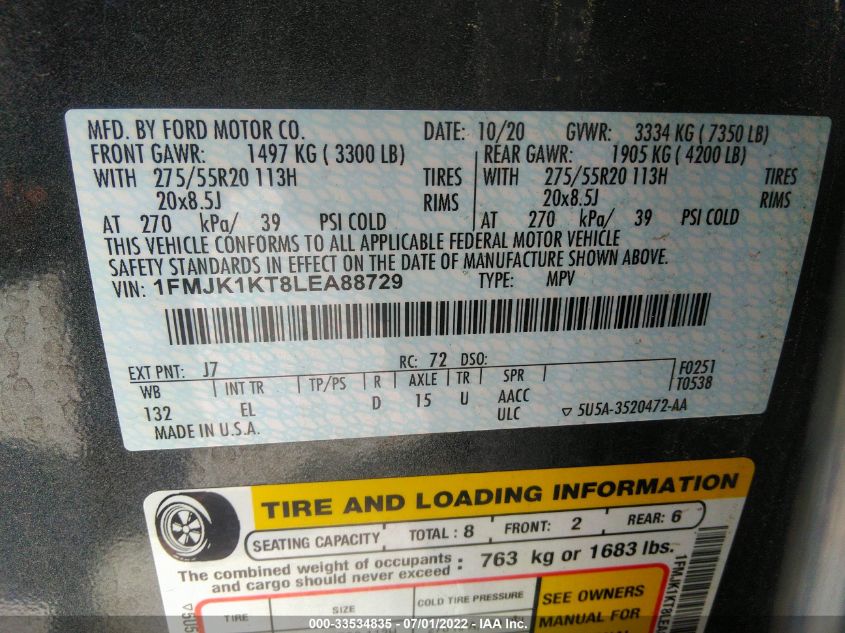 MFD. BY FORD MOTOR CO. DATE: 10/20 GVWR: 3334 KG ( 7350 LB)
FRONT GAWR: 1497 KG ( 3300 LB) REAR GAWR: 1905 KG ( 4200 LB)
WITH 275/55R20 113H TIRES WITH 275/55R20 113H TIRES
20x8.5J RIMS 20x8.5J RIMS
AT 270 kPa/ 39 PSI COLD AT 270 kPa/ 39 PSI COLD
THIS VEHICLE CONFORMS TO ALL APPLICABLE FEDERAL MOTOR VEHICLE
SAFETY STANDARDS IN EFFECT ON THE DATE OF MANUFACTURE SHOWN ABOVE.
VIN: 1FMJK1KT8LEA88729 TYPE: MPV
EXT PNT: J7 RC: 72 DSO:
WB INT TR TP/PS R AXLE TR SPR F0251
132 EL D 15 U AACC T0538
ULC ▽ 5U5A-3520472-AA
MADE IN U.S.A.
TIRE AND LOADING INFORMATION
SEATING CAPACITY TOTAL : 8 FRONT: 2 REAR: 6
The combined weight of occupants : 763 kg or 1683 lbs.
and cargo should never exceed
TIRE SIZE COLD TIRE PRESSURE SEE OWNERS
MANUAL FOR
▽5U5
1FMJK1KT8LEA
000-33534835 - 07/01/2022 - IAA Inc.